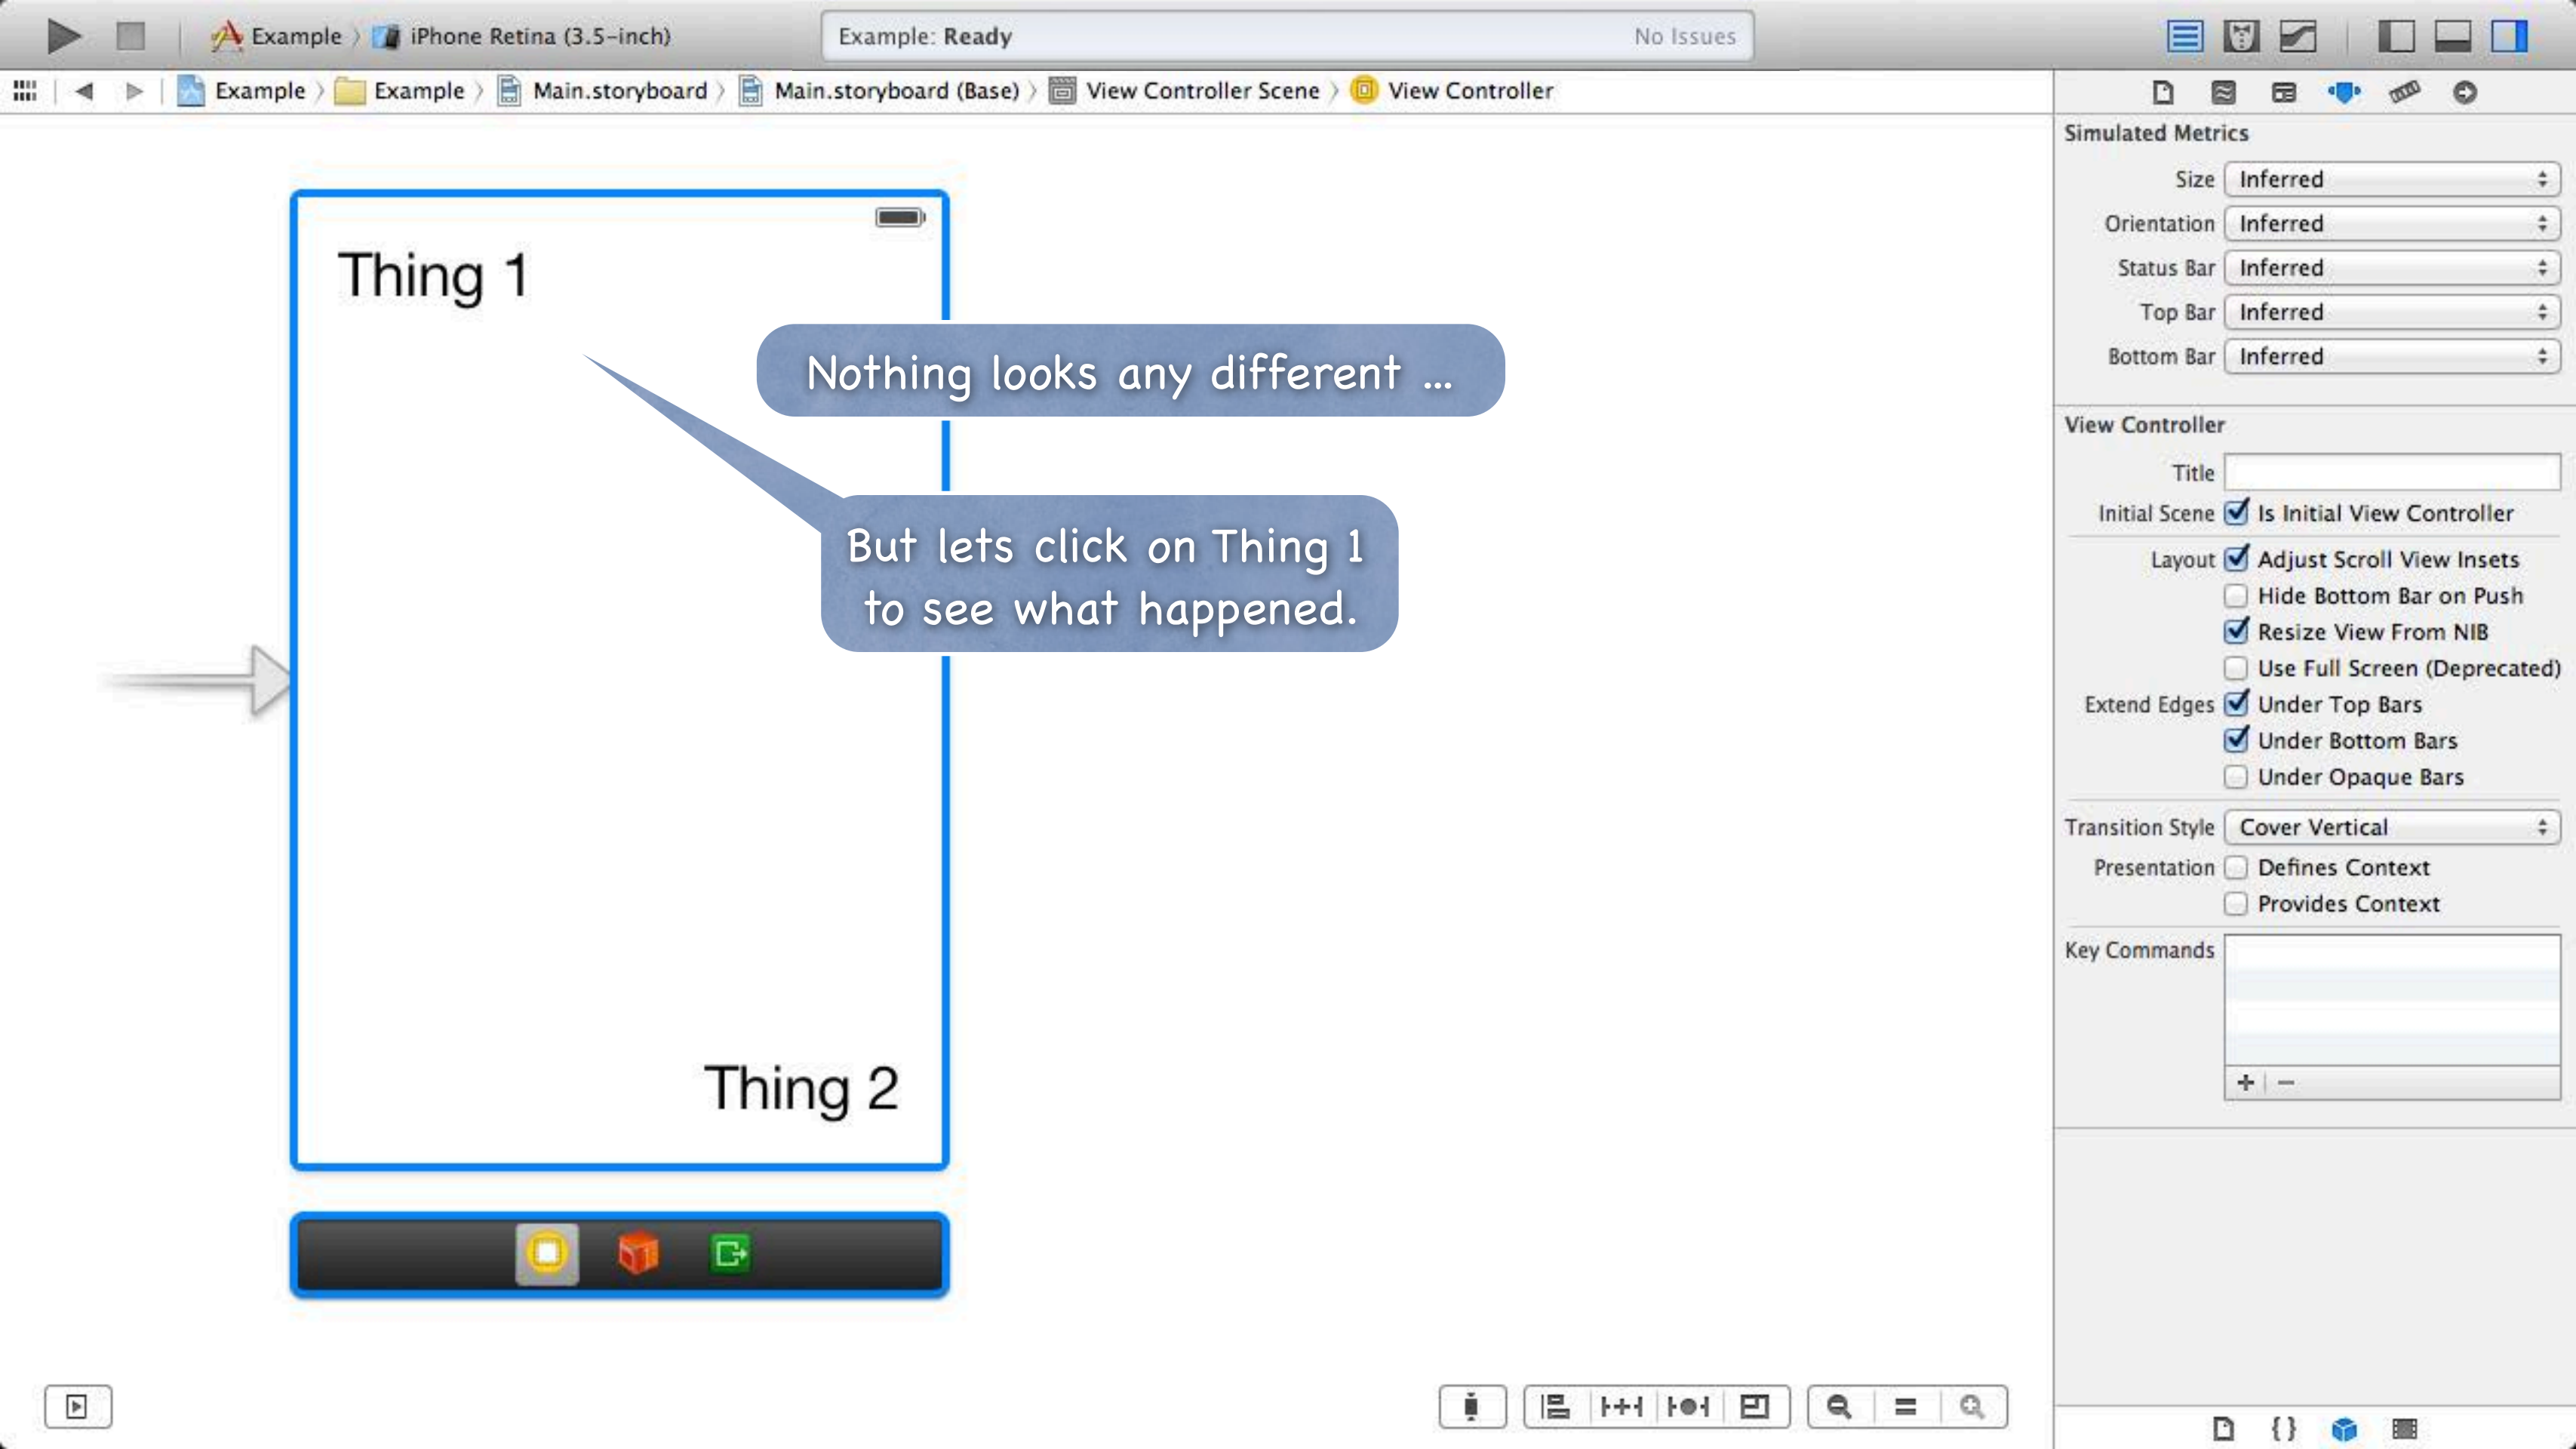 Example
iPhone Retina (3.5-inch)
Example: Ready
No Issues
Example
Example
Main.storyboard
Main.storyboard (Base)
View Controller Scene
View Controller
Thing 1
Nothing looks any different ...
But lets click on Thing 1
to see what happened.
Thing 2
Simulated Metrics
Size Inferred
Orientation Inferred
Status Bar Inferred
Top Bar Inferred
Bottom Bar Inferred
View Controller
Title
Initial Scene Is Initial View Controller
Layout Adjust Scroll View Insets
Hide Bottom Bar on Push
Resize View From NIB
Use Full Screen (Deprecated)
Extend Edges Under Top Bars
Under Bottom Bars
Under Opaque Bars
Transition Style Cover Vertical
Presentation Defines Context
Provides Context
Key Commands